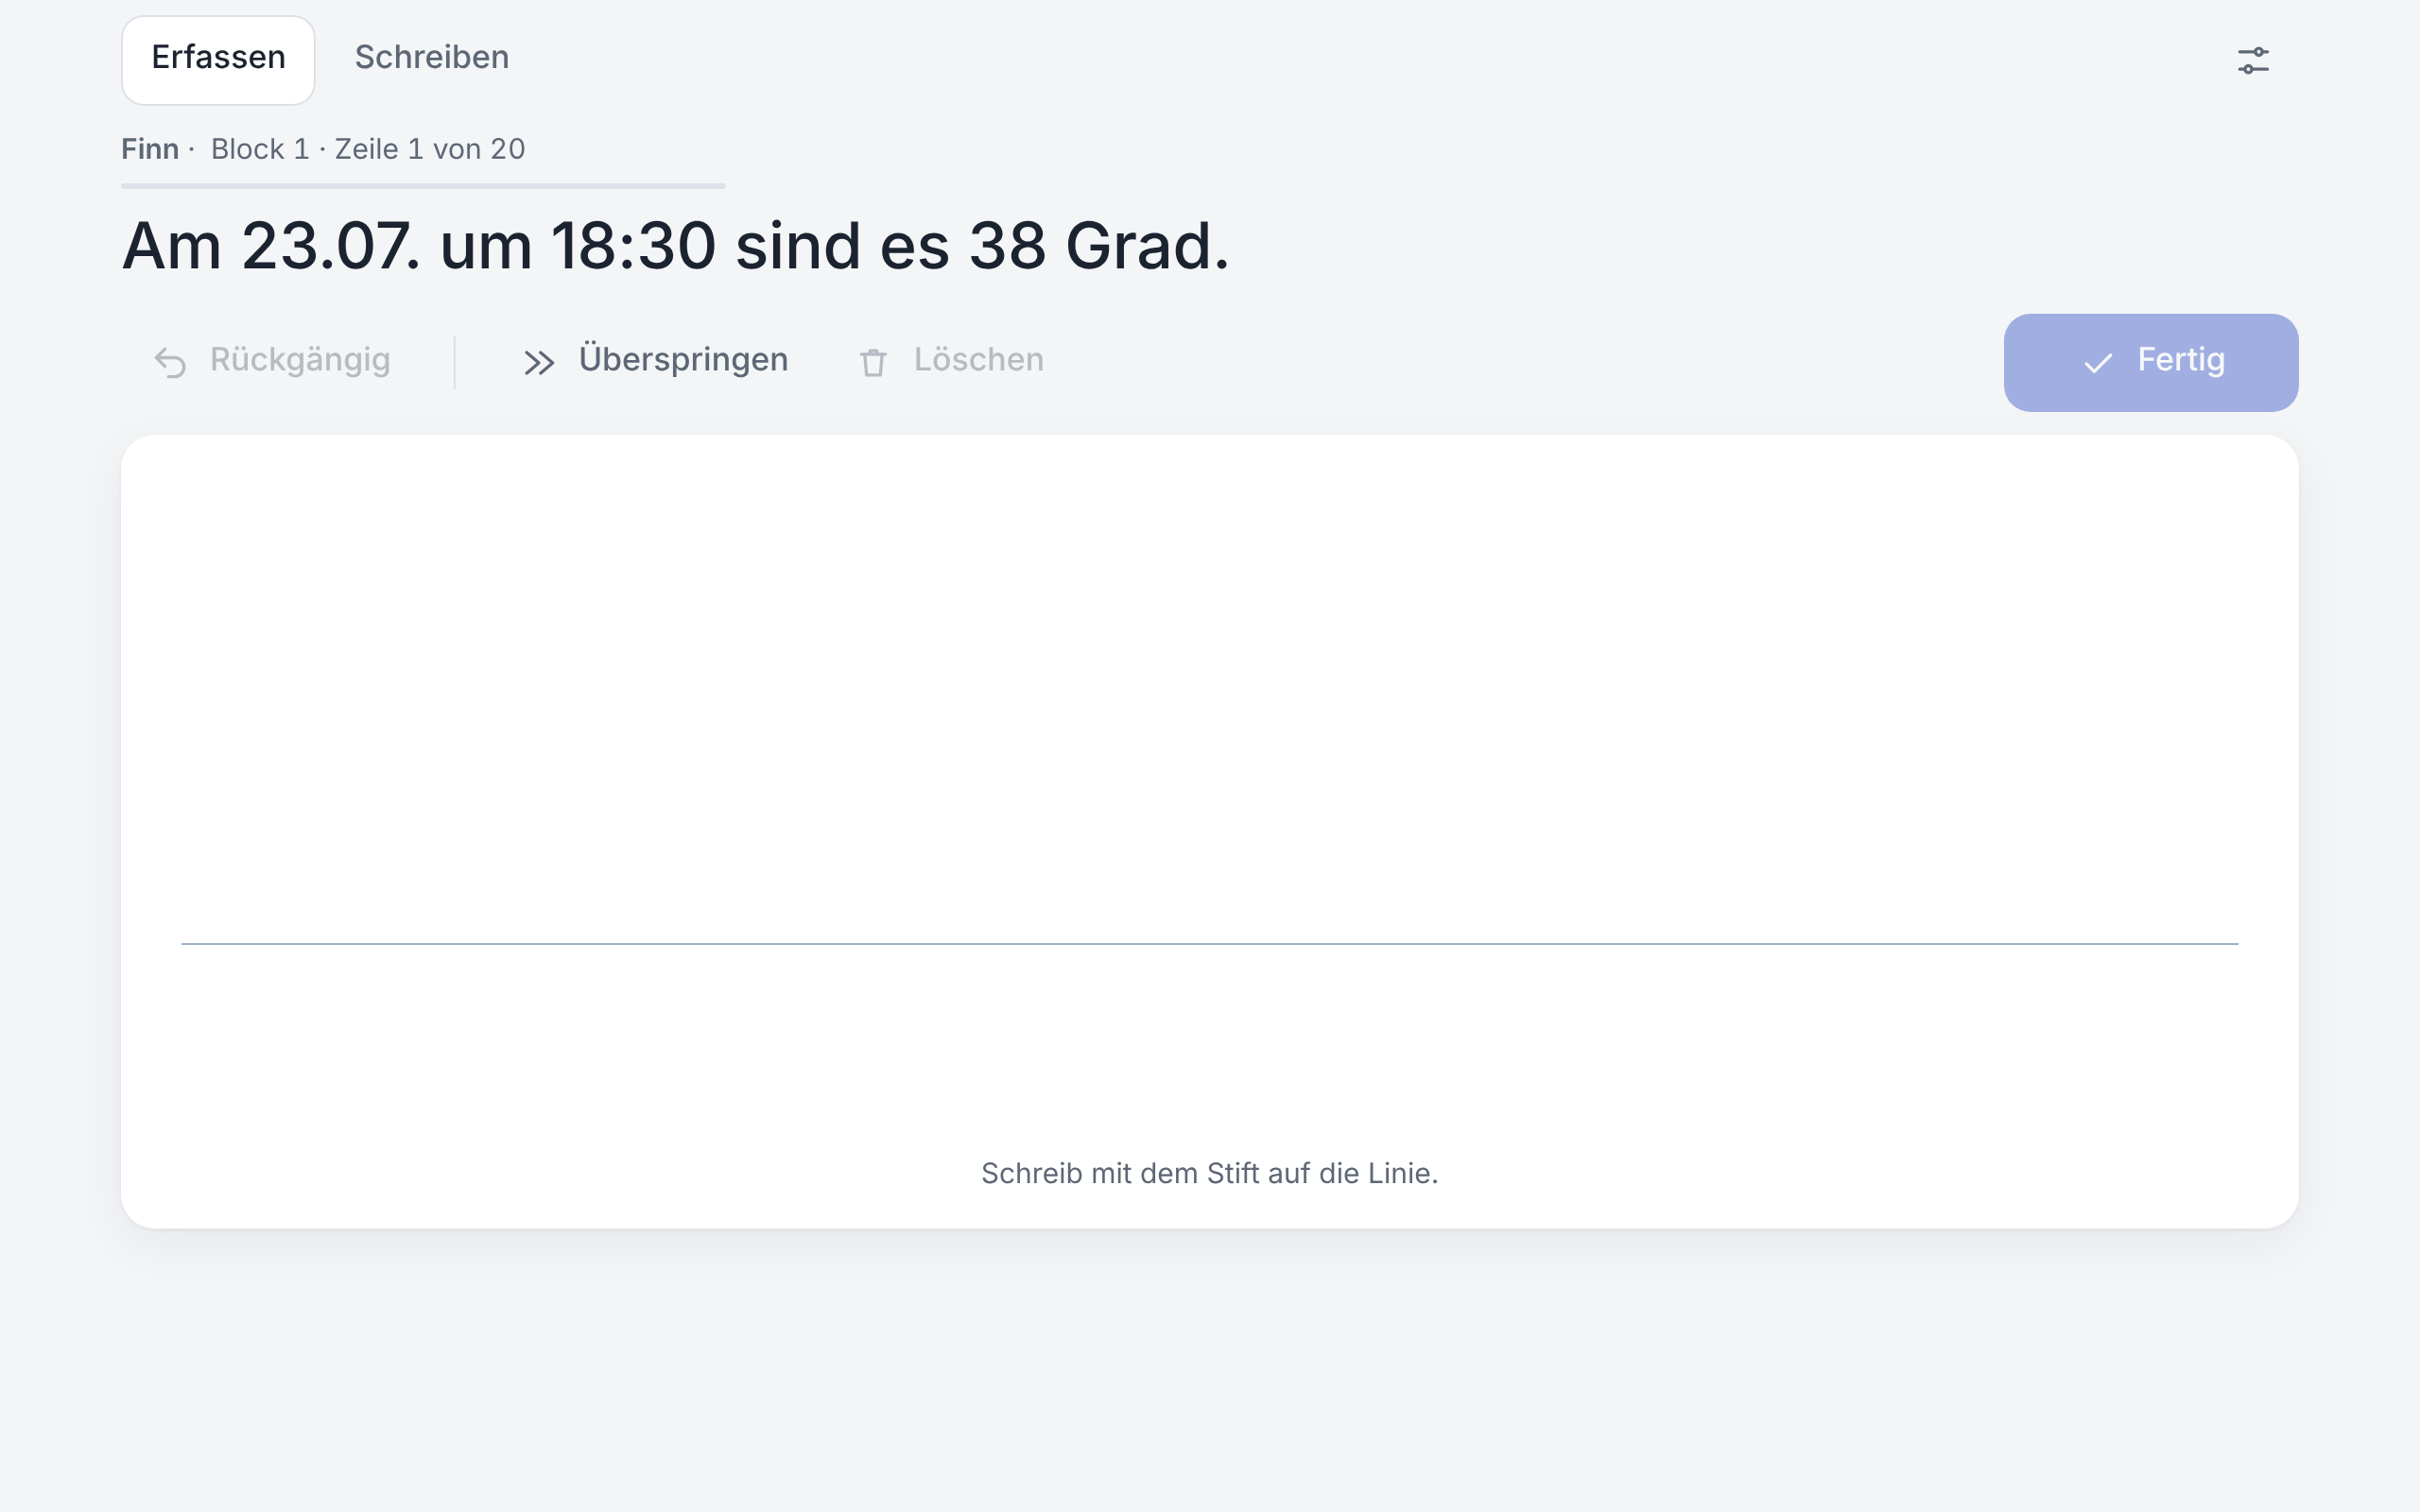 Erfassen Schreiben
Finn · Block 1 · Zeile 1 von 20
Am 23.07. um 18:30 sind es 38 Grad.
Rückgängig Überspringen Löschen Fertig
Schreib mit dem Stift auf die Linie.